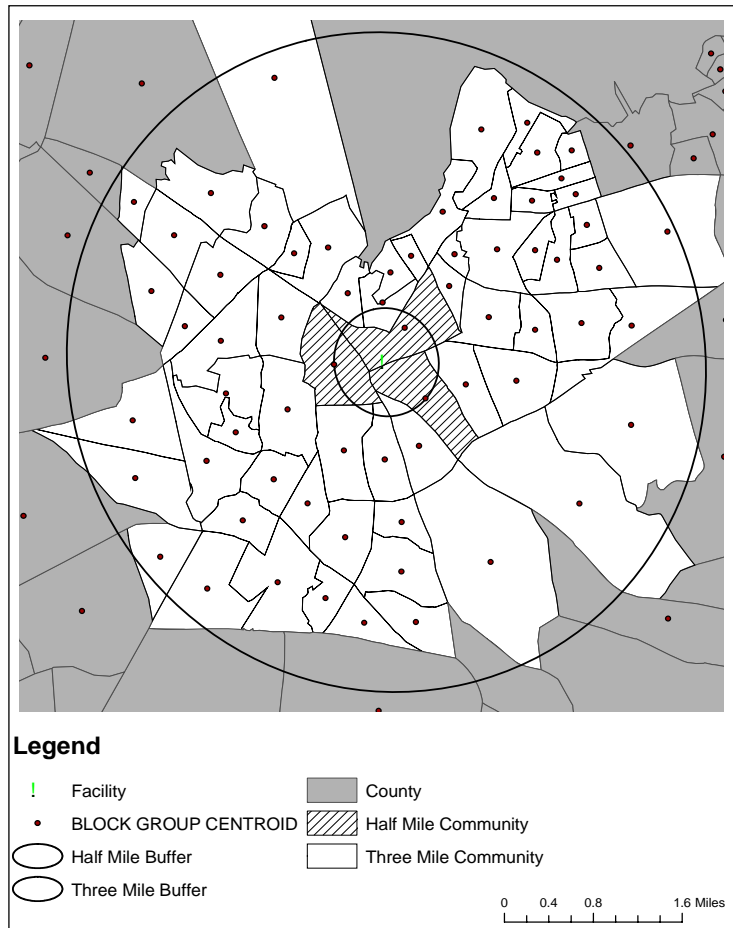 Legend
! Facility
BLOCK GROUP CENTROID
Half Mile Buffer
Three Mile Buffer
County
Half Mile Community
Three Mile Community
0 0.4 0.8 1.6 Miles